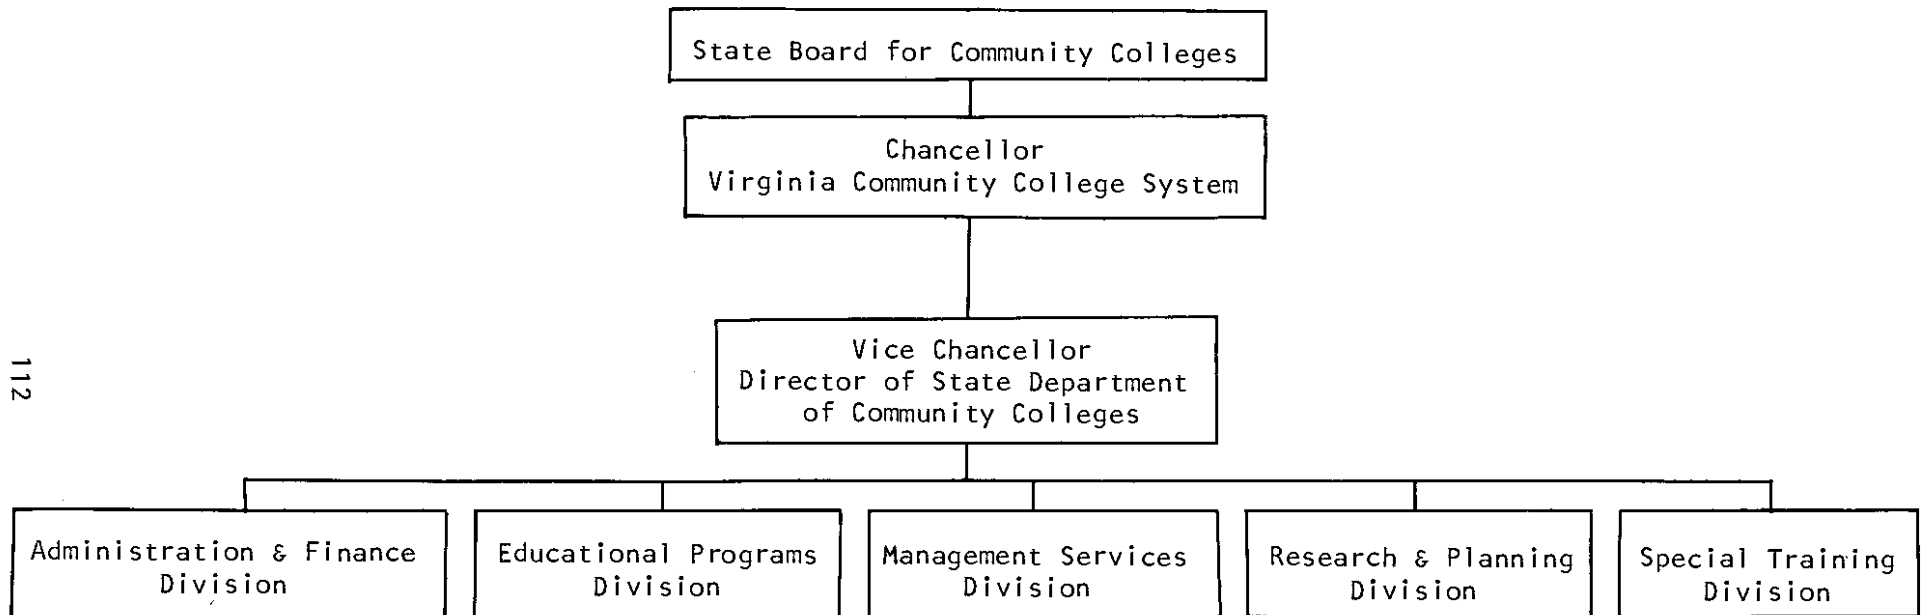 State Board for Community Colleges
Chancellor
Virginia Community College System
Vice Chancellor
Director of State Department
of Community Colleges
112
Administration & Finance
Division
Educational Programs
Division
Management Services
Division
Research & Planning
Division
Special Training
Division